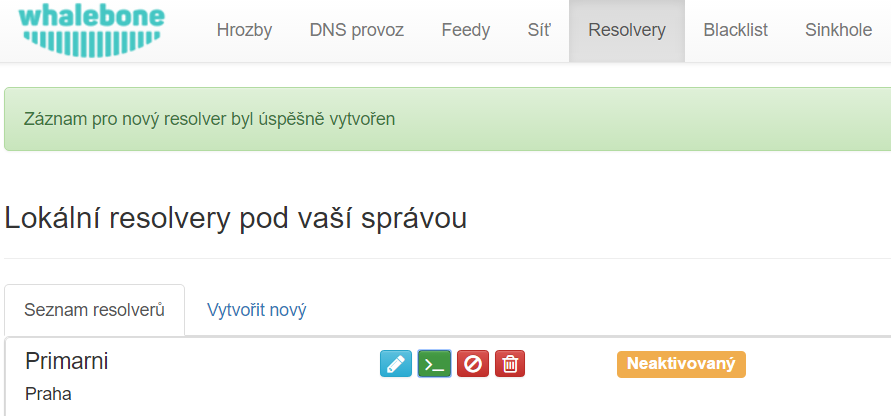 whalebone
Hrozby DNS provoz Feedy Síť Resolvery Blacklist Sinkhole
Záznam pro nový resolver byl úspěšně vytvořen
Lokální resolvery pod vaší správou
Seznam resolverů Vytvořit nový
Primarni Neaktivovaný
Praha